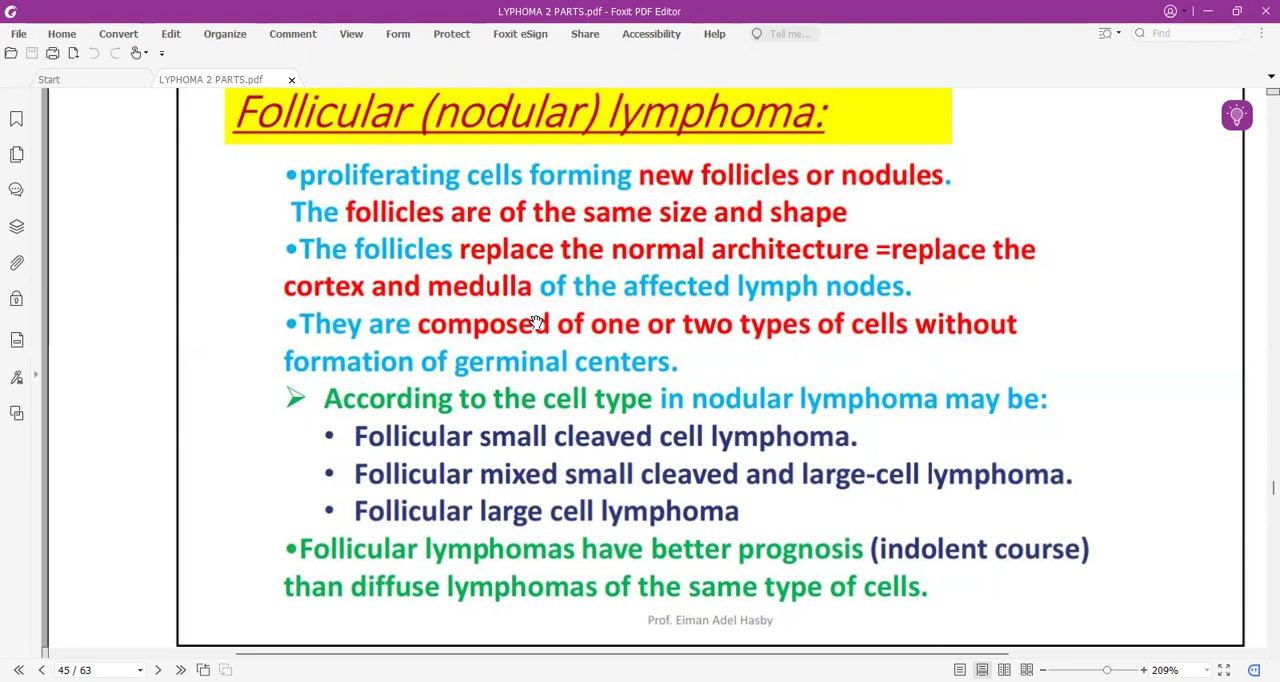 LYPHOMA 2 PARTS.pdf - Foxit PDF Editor
File Home Convert Edit Organize Comment View Form Protect Foxit eSign Share Accessibility Help Tell me... Find
Start LYPHOMA 2 PARTS.pdf
Follicular (nodular) lymphoma:
•proliferating cells forming new follicles or nodules.
The follicles are of the same size and shape
•The follicles replace the normal architecture =replace the
cortex and medulla of the affected lymph nodes.
•They are composed of one or two types of cells without
formation of germinal centers.
➢ According to the cell type in nodular lymphoma may be:
• Follicular small cleaved cell lymphoma.
• Follicular mixed small cleaved and large-cell lymphoma.
• Follicular large cell lymphoma
•Follicular lymphomas have better prognosis (indolent course)
than diffuse lymphomas of the same type of cells.
Prof. Eiman Adel Hasby
45 / 63 209%